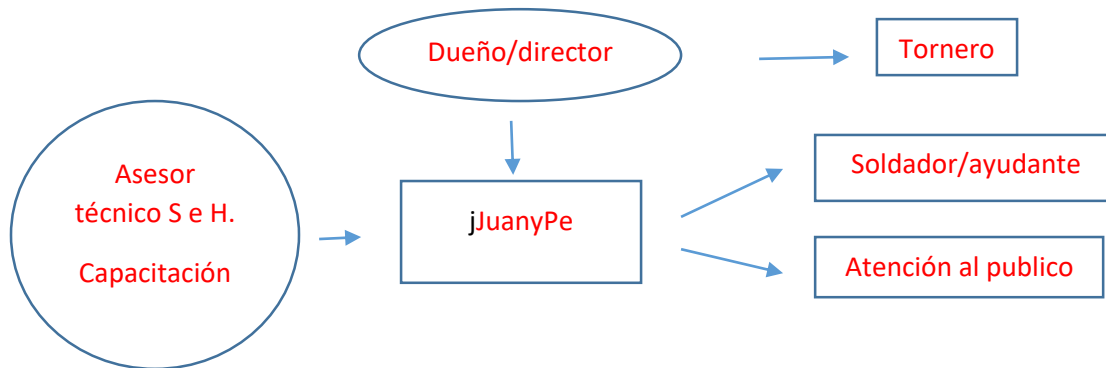 Dueño/director
Tornero
Asesor
técnico S e H.
Capacitación
jJuanyPe
Soldador/ayudante
Atención al publico